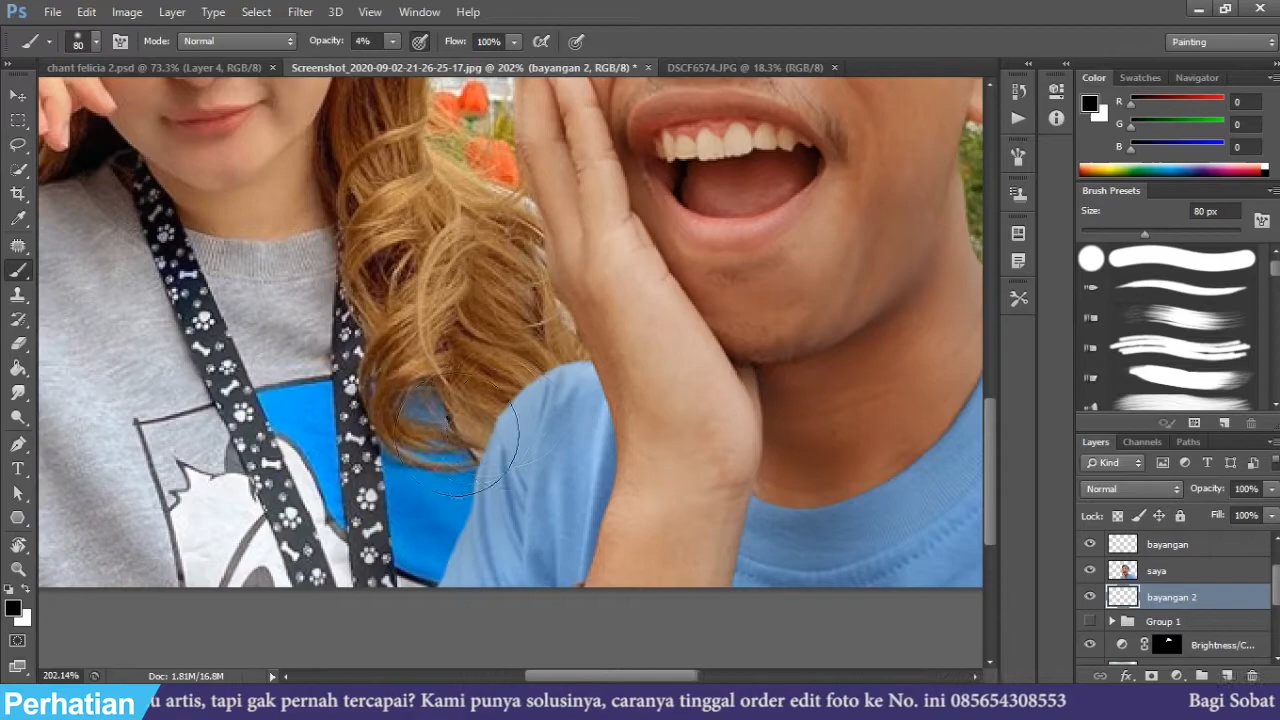 Ps File Edit Image Layer Type Select Filter 3D View Window Help
80 Mode: Normal Opacity: 4% Flow: 100% Painting
chant felicia 2.psd @ 73.3% (Layer 4, RGB/8) × Screenshot_2020-09-02-21-26-25-17.jpg @ 202% (bayangan 2, RGB/8) * × DSCF6574.JPG @ 18.3% (RGB/8) ×
Color Swatches Navigator
R 0
G 0
B 0
Brush Presets
Size: 80 px
Layers Channels Paths
Kind
Normal Opacity: 100%
Lock: Fill: 100%
bayangan
saya
bayangan 2
Group 1
Brightness/C...
202.14% Doc: 1.81M/16.8M
Perhatian u artis, tapi gak pernah tercapai? Kami punya solusinya, caranya tinggal order edit foto ke No. ini 085654308553 Bagi Sobat